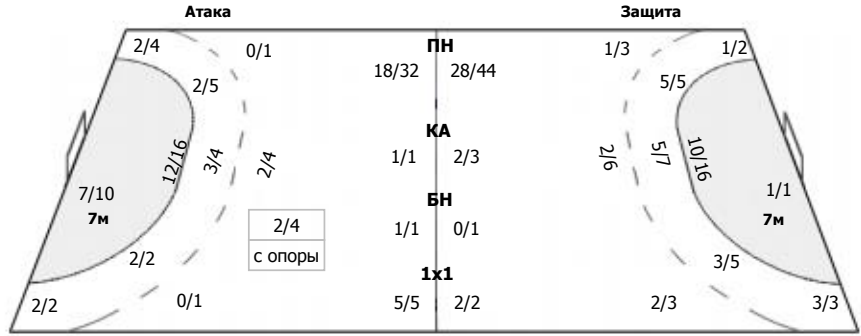 Атака Защита
2/4 0/1 ПН 1/3 1/2
18/32 28/44
2/5 5/5
КА
12/16 3/4 2/4 1/1 2/3 2/6 5/7 10/16
7/10 1/1
7м БН 7м
2/4 1/1 0/1
с опоры
2/2 3/5
1x1
2/2 0/1 5/5 2/2 2/3 3/3